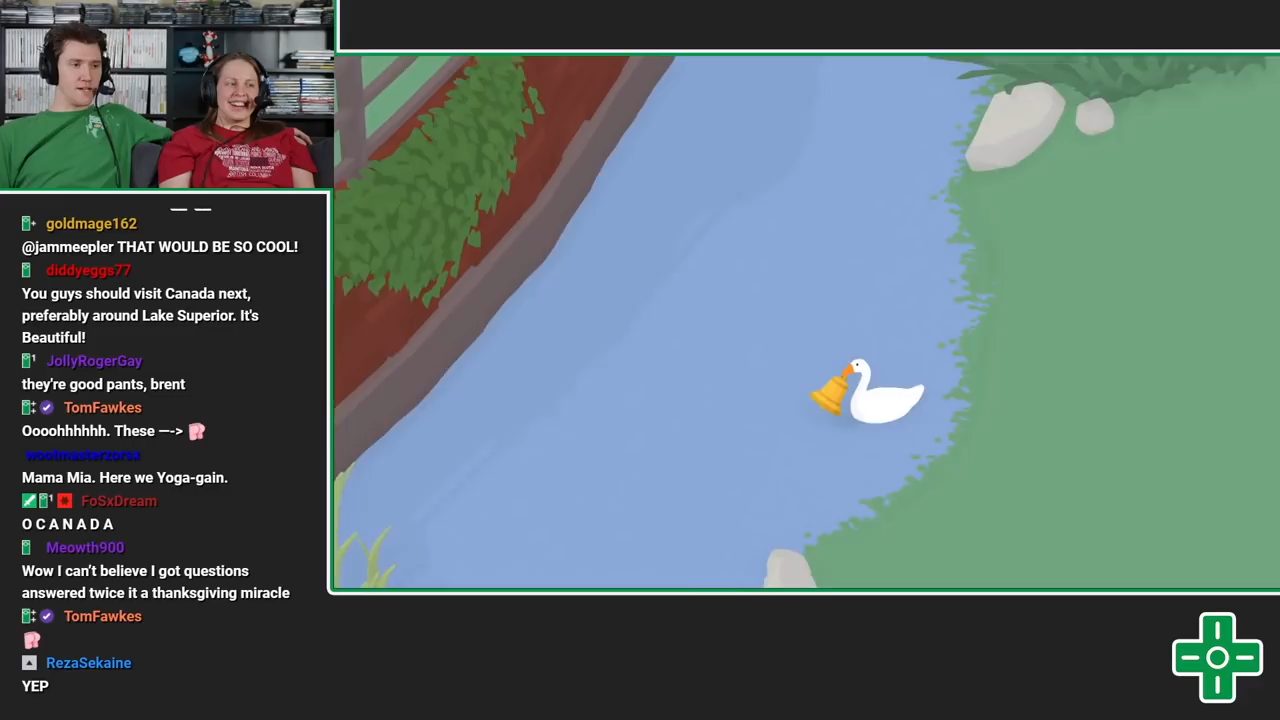 goldmage162
@jammeepler THAT WOULD BE SO COOL!
diddyeggs77
You guys should visit Canada next,
preferably around Lake Superior. It's
Beautiful!
JollyRogerGay
they're good pants, brent
TomFawkes
Oooohhhhhh. These —->
wootmasterzorsx
Mama Mia. Here we Yoga-gain.
FoSxDream
O C A N A D A
Meowth900
Wow I can't believe I got questions
answered twice it a thanksgiving miracle
TomFawkes
RezaSekaine
YEP